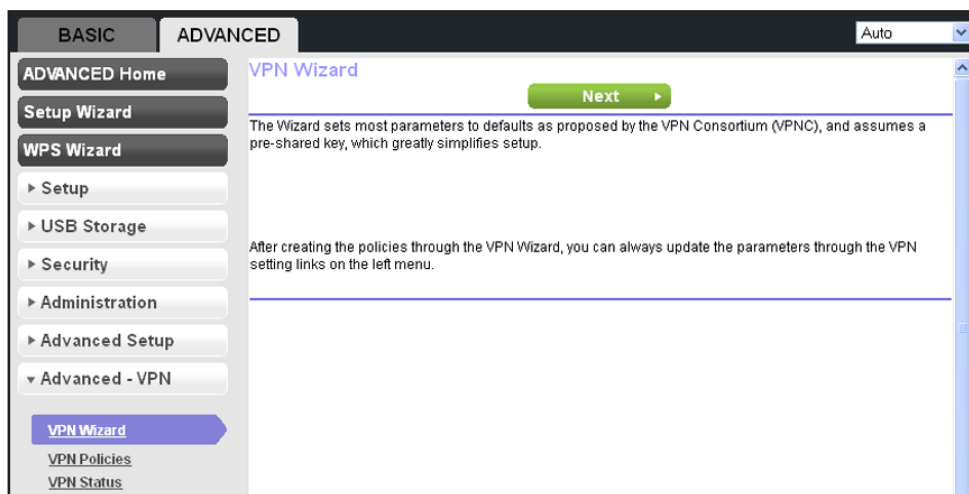 BASIC
ADVANCED
Auto
ADVANCED Home
Setup Wizard
WPS Wizard
Setup
USB Storage
Security
Administration
Advanced Setup
Advanced - VPN
VPN Wizard
VPN Policies
VPN Status
VPN Wizard
Next
The Wizard sets most parameters to defaults as proposed by the VPN Consortium (VPNC), and assumes a
pre-shared key, which greatly simplifies setup.
After creating the policies through the VPN Wizard, you can always update the parameters through the VPN
setting links on the left menu.